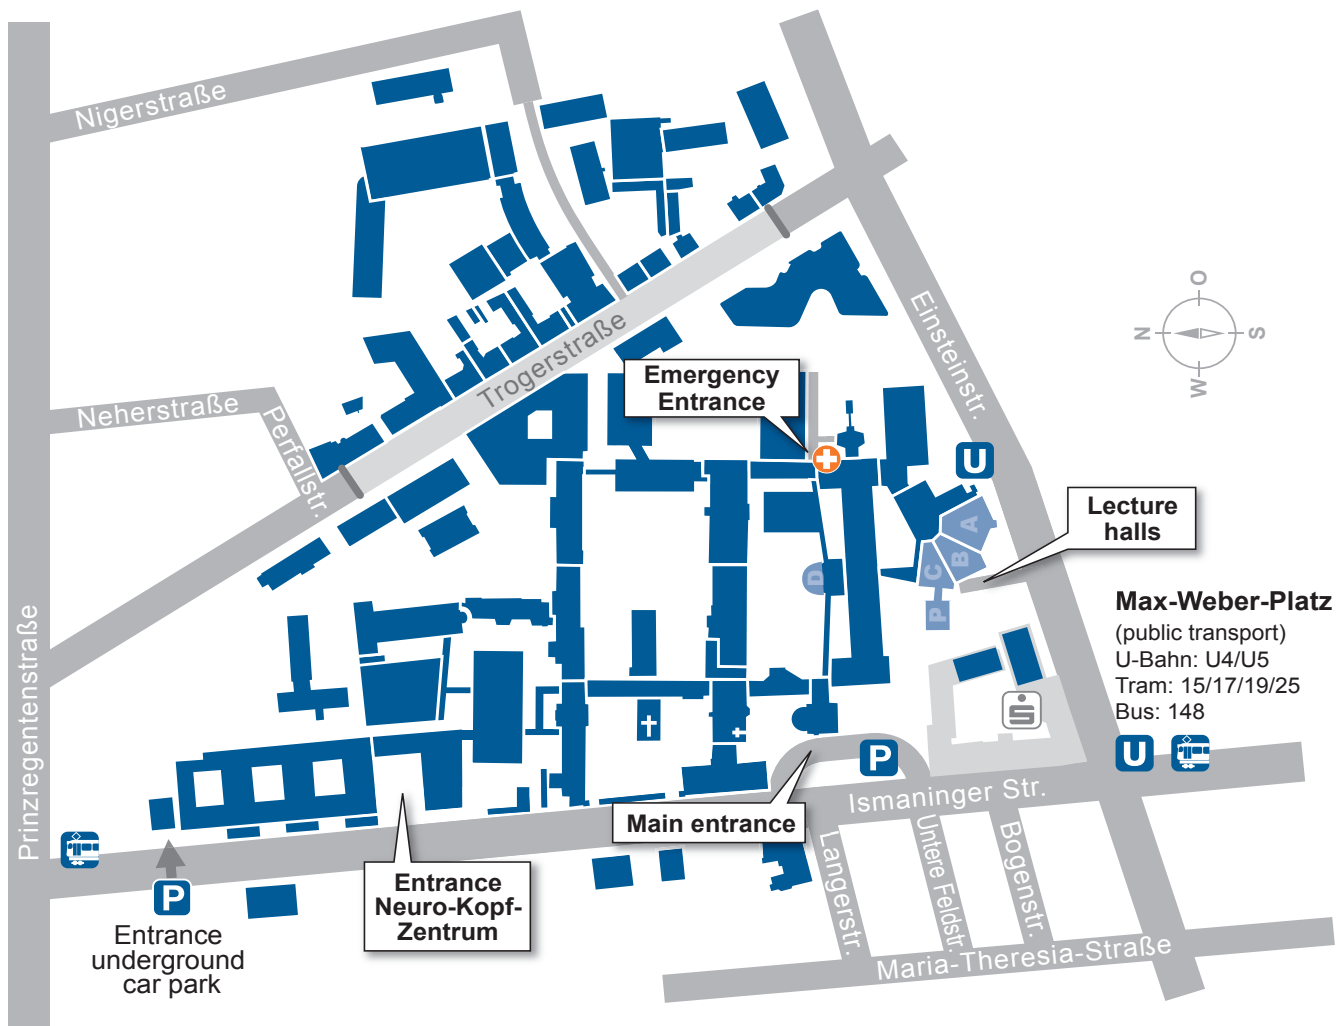 Nigerstraße
O
N
S
W
Einsteinstr.
Trogerstraße
Emergency
Entrance
Neherstraße
Perfallstr.
U
Lecture
halls
A
B
C
D
P
Max-Weber-Platz
(public transport)
U-Bahn: U4/U5
Tram: 15/17/19/25
Bus: 148
U
Prinzregentenstraße
P
Ismaninger Str.
Main entrance
Langerstr.
Untere Feldstr.
Bogenstr.
Maria-Theresia-Straße
Entrance
Neuro-Kopf-
Zentrum
P
Entrance
underground
car park